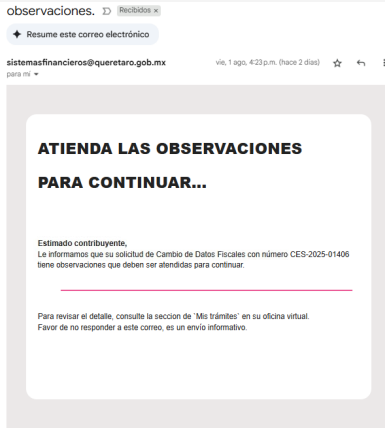 observaciones. Recibidos ×
Resume este correo electrónico
sistemasfinancieros@queretaro.gob.mx vie, 1 ago, 4:23 p.m. (hace 2 días)
para mí
ATIENDA LAS OBSERVACIONES
PARA CONTINUAR...
Estimado contribuyente,
Le informamos que su solicitud de Cambio de Datos Fiscales con número CES-2025-01406
tiene observaciones que deben ser atendidas para continuar.
Para revisar el detalle, consulte la seccion de `Mis trámites` en su oficina virtual.
Favor de no responder a este correo, es un envío informativo.